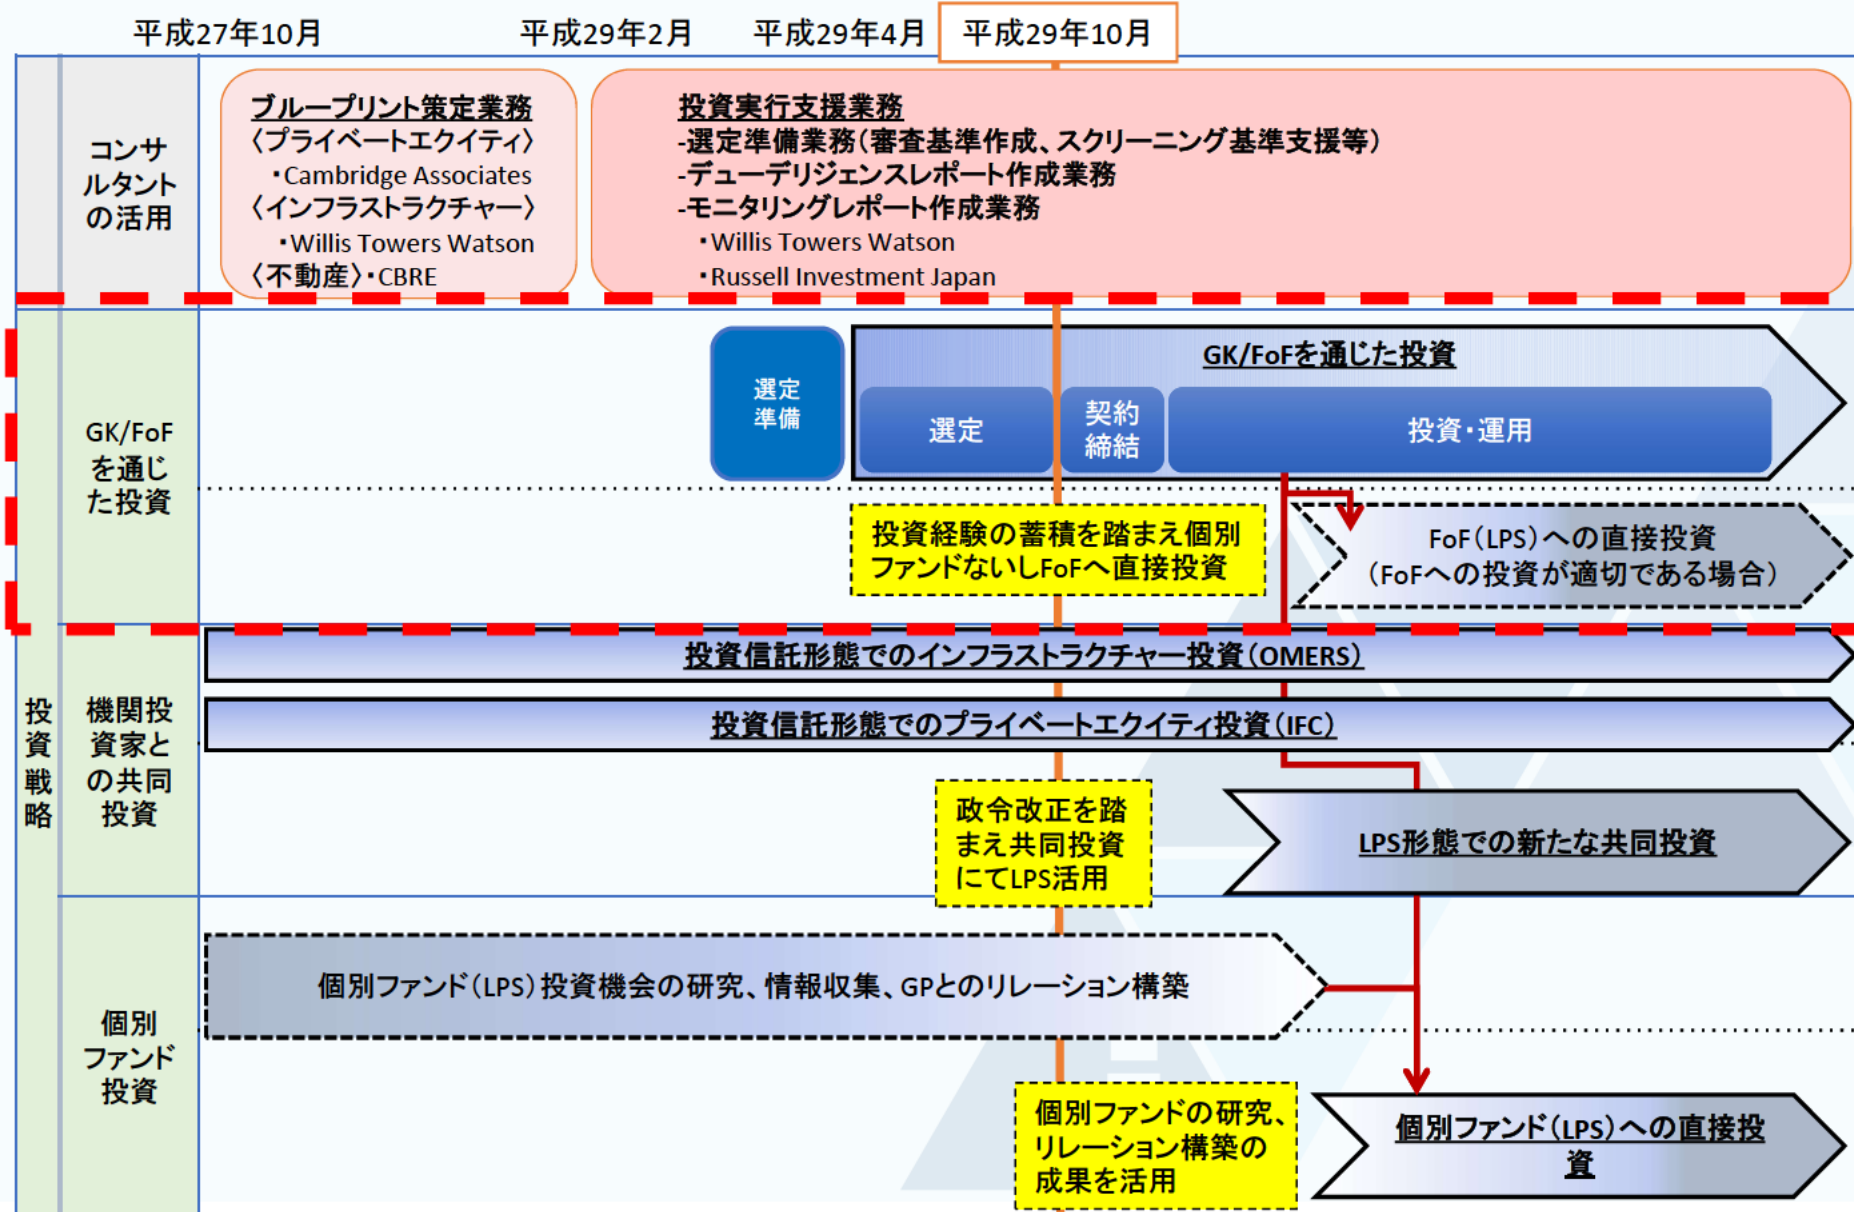 平成27年10月
平成29年2月
平成29年4月
平成29年10月
コンサ
ルタント
の活用
ブループリント策定業務
〈プライベートエクイティ〉
・Cambridge Associates
〈インフラストラクチャー〉
・Willis Towers Watson
〈不動産〉・CBRE
投資実行支援業務
-選定準備業務（審査基準作成、スクリーニング基準支援等）
-デューデリジェンスレポート作成業務
-モニタリングレポート作成業務
・Willis Towers Watson
・Russell Investment Japan
投
資
戦
略
GK/FoF
を通じ
た投資
選定
準備
GK/FoFを通じた投資
選定
契約
締結
投資・運用
投資経験の蓄積を踏まえ個別
ファンドないしFoFへ直接投資
FoF（LPS）への直接投資
（FoFへの投資が適切である場合）
機関投
資家と
の共同
投資
投資信託形態でのインフラストラクチャー投資（OMERS）
投資信託形態でのプライベートエクイティ投資（IFC）
政令改正を踏
まえ共同投資
にてLPS活用
LPS形態での新たな共同投資
個別
ファンド
投資
個別ファンド（LPS）投資機会の研究、情報収集、GPとのリレーション構築
個別ファンドの研究、
リレーション構築の
成果を活用
個別ファンド（LPS）への直接投
資